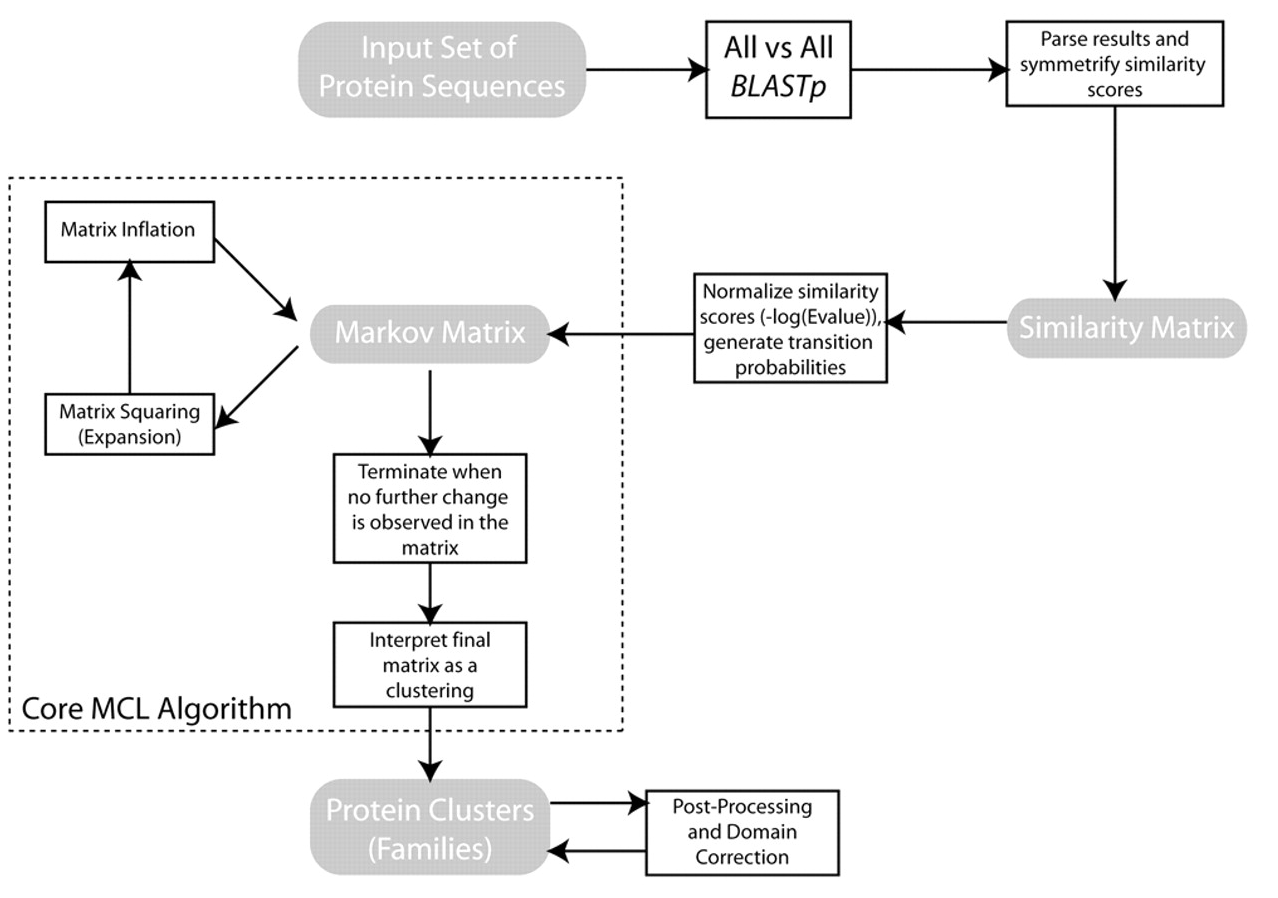 Input Set of
Protein Sequences
All vs All
BLASTp
Parse results and
symmetrify similarity
scores
Matrix Inflation
Markov Matrix
Normalize similarity
scores (-log(Evalue)),
generate transition
probabilities
Similarity Matrix
Matrix Squaring
(Expansion)
Terminate when
no further change
is observed in the
matrix
Interpret final
matrix as a
clustering
Core MCL Algorithm
Protein Clusters
(Families)
Post-Processing
and Domain
Correction